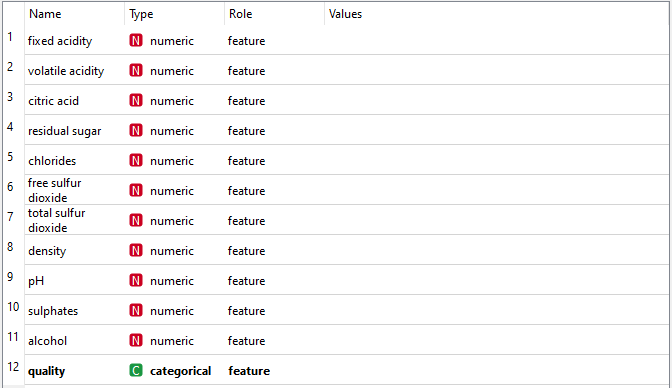 Name Type Role Values
1 fixed acidity N numeric feature
2 volatile acidity N numeric feature
3 citric acid N numeric feature
4 residual sugar N numeric feature
5 chlorides N numeric feature
6 free sulfur dioxide N numeric feature
7 total sulfur dioxide N numeric feature
8 density N numeric feature
9 pH N numeric feature
10 sulphates N numeric feature
11 alcohol N numeric feature
12 quality C categorical feature